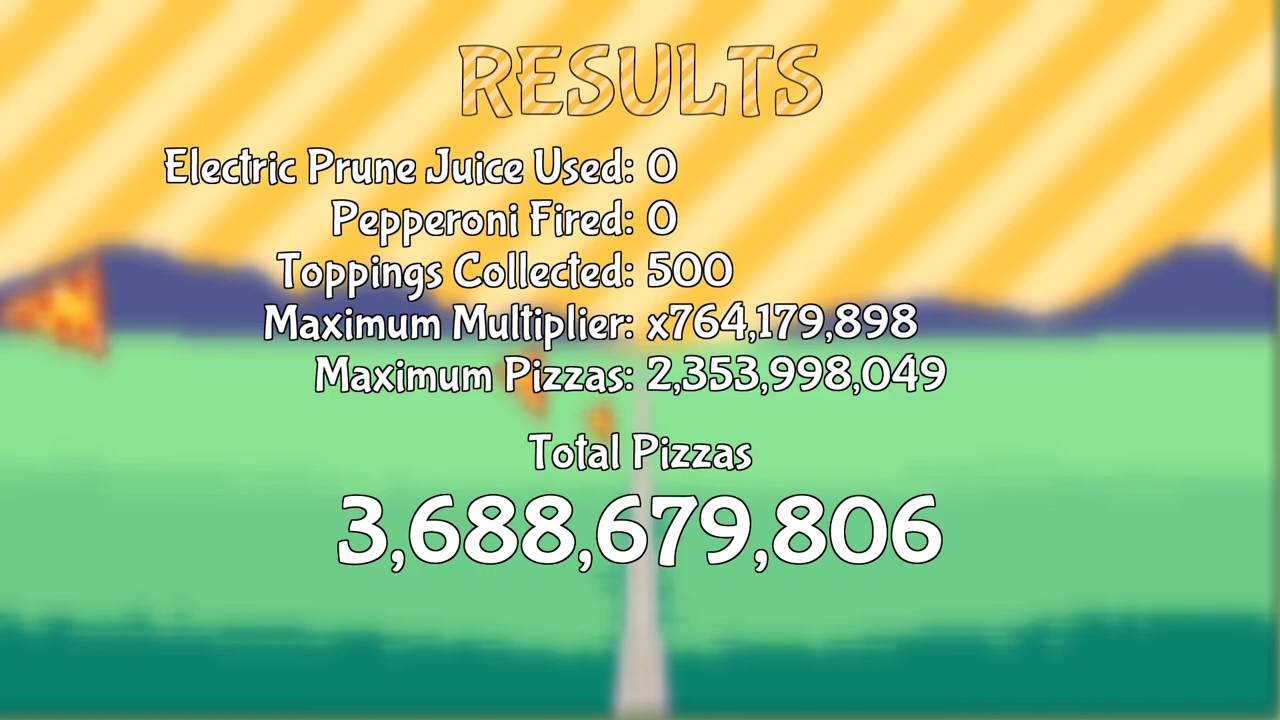 RESULTS
Electric Prune Juice Used: 0
Pepperoni Fired: 0
Toppings Collected: 500
Maximum Multiplier: x764,179,898
Maximum Pizzas: 2,353,998,049
Total Pizzas
3,688,679,806